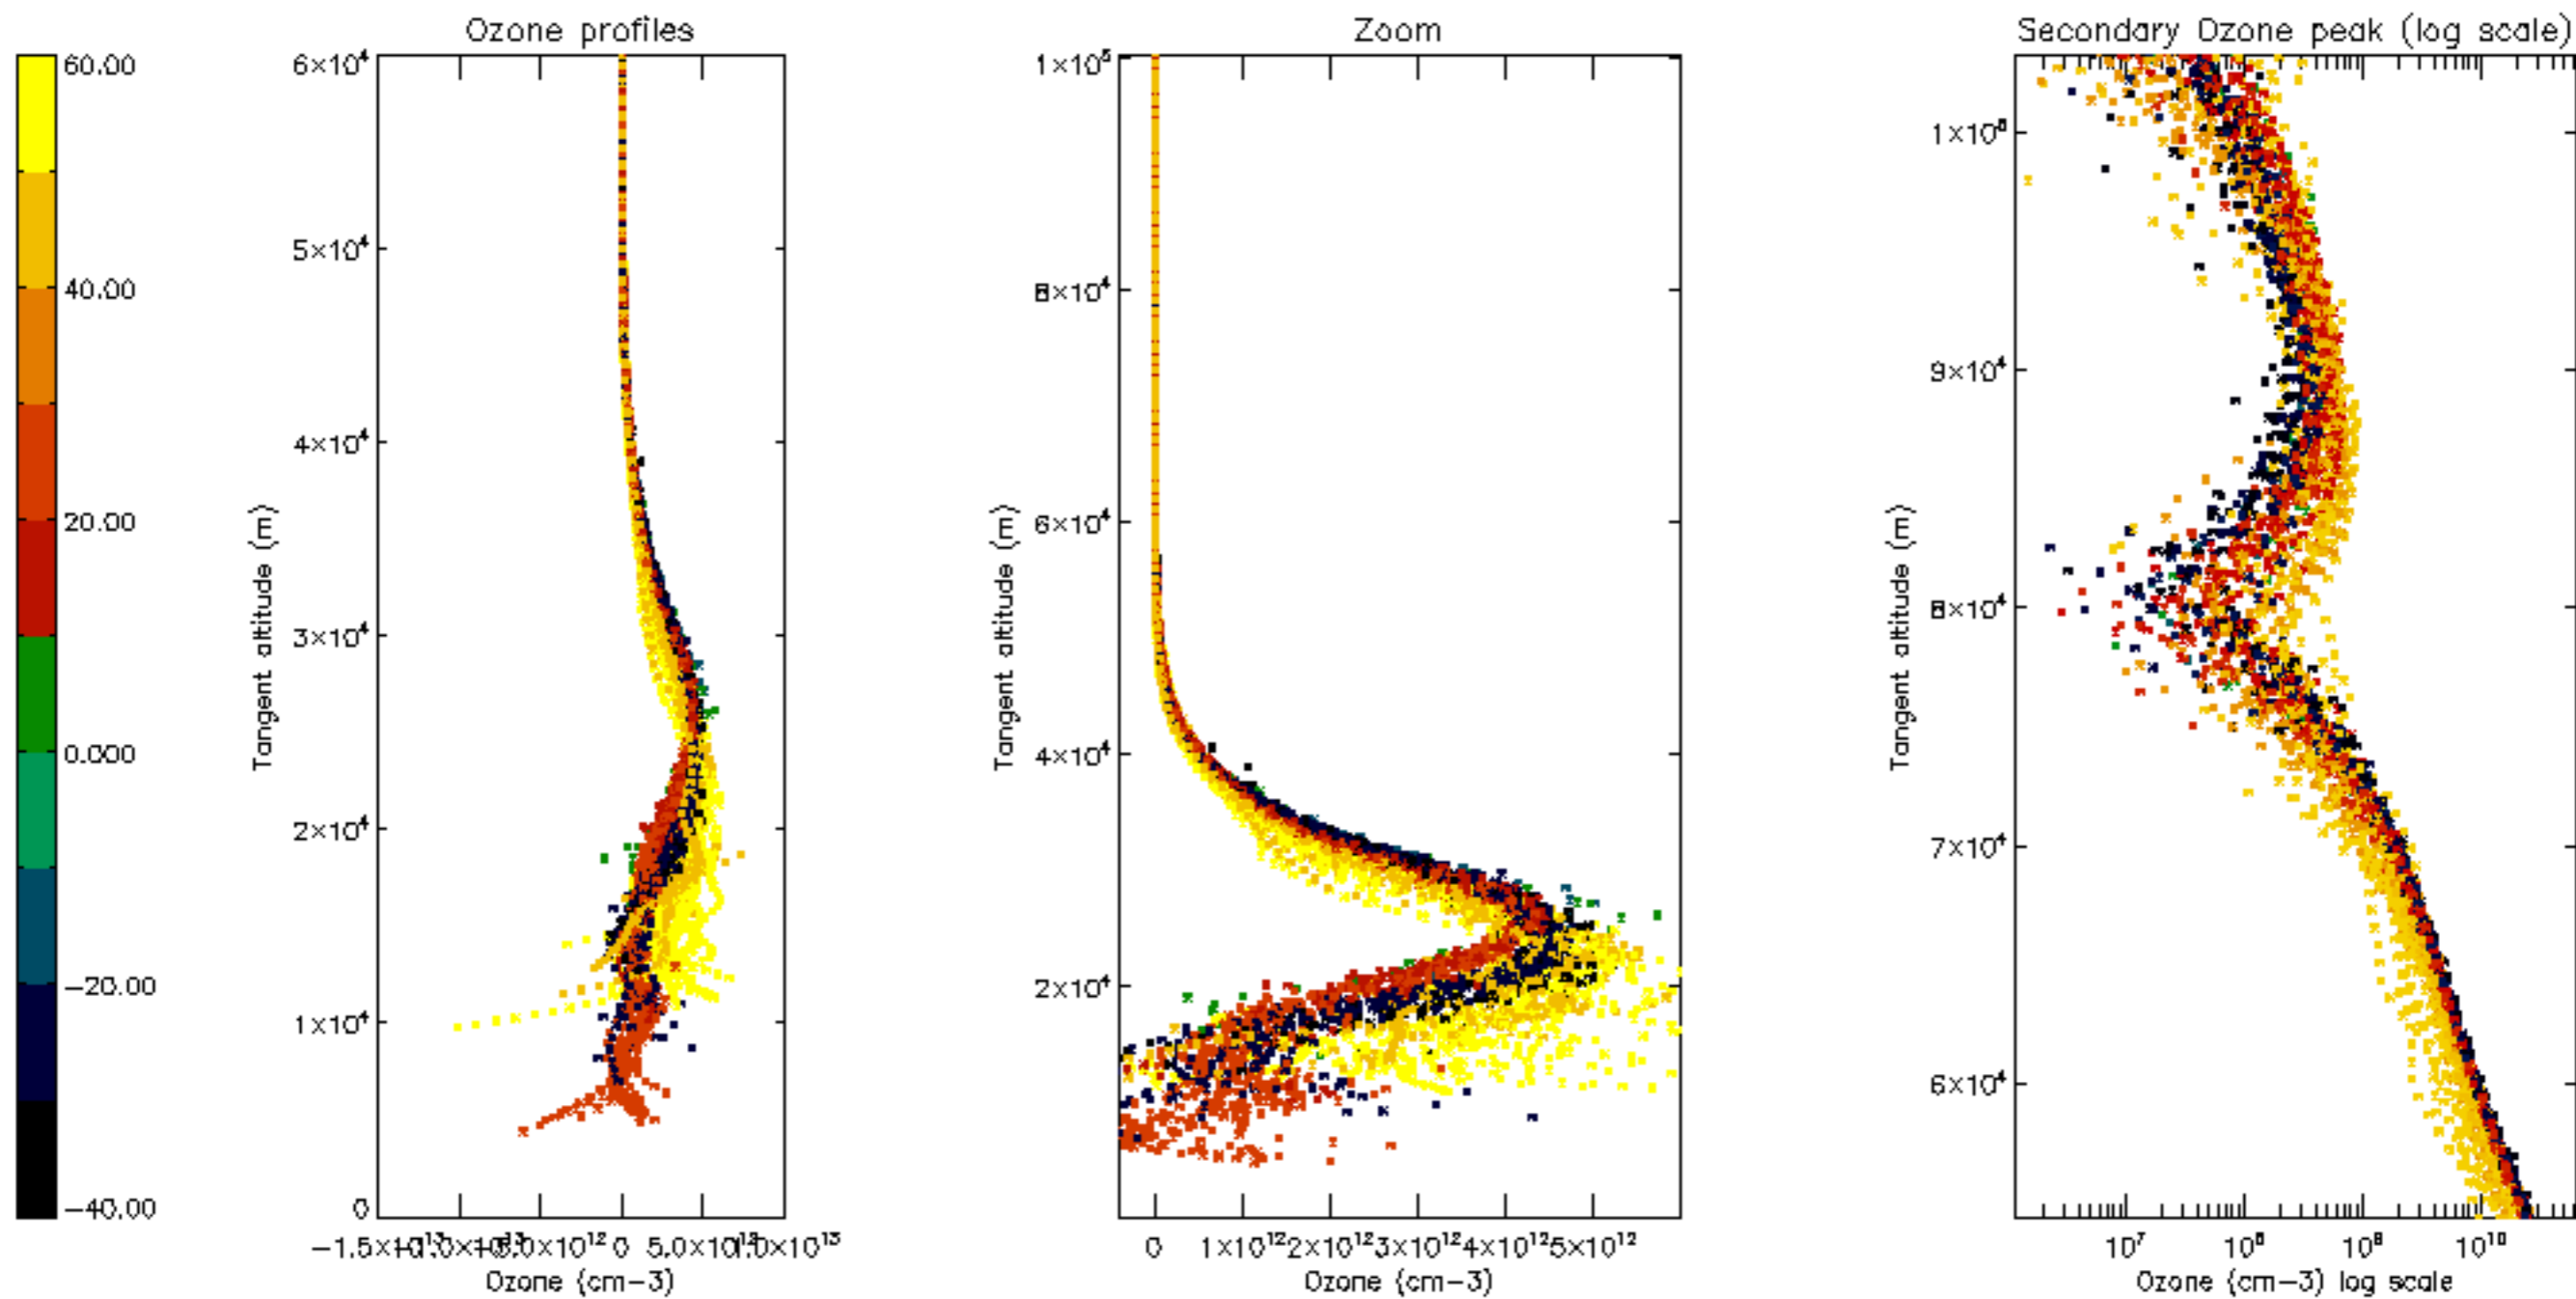 Ozone profiles
Zoom
Secondary Ozone peak (log scale)
60.00
40.00
20.00
0.000
−20.00
−40.00
6×10⁴
5×10⁴
4×10⁴
3×10⁴
2×10⁴
1×10⁴
0
Tangent altitude (m)
0 5.0×10¹² 1.0×10¹³
Ozone (cm−3)
1×10⁵
8×10⁴
6×10⁴
4×10⁴
2×10⁴
Tangent altitude (m)
0 1×10¹² 2×10¹² 3×10¹² 4×10¹² 5×10¹²
Ozone (cm−3)
1×10⁵
9×10⁴
8×10⁴
7×10⁴
6×10⁴
Tangent altitude (m)
10⁷ 10⁸ 10⁹ 10¹⁰
Ozone (cm−3) log scale